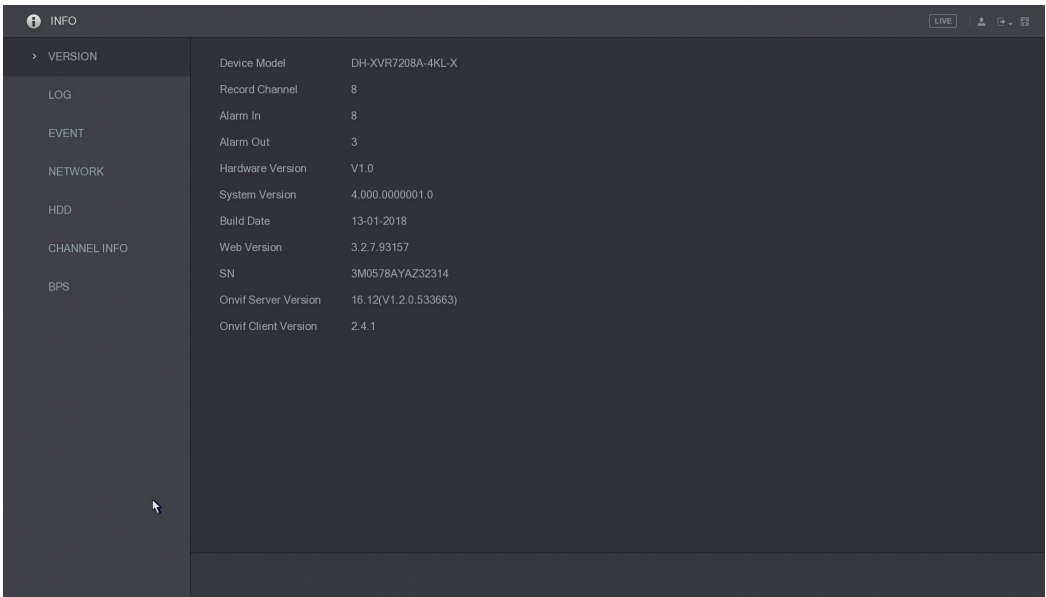 INFO
LIVE
VERSION
LOG
EVENT
NETWORK
HDD
CHANNEL INFO
BPS
Device Model DH-XVR7208A-4KL-X
Record Channel 8
Alarm In 8
Alarm Out 3
Hardware Version V1.0
System Version 4.000.0000001.0
Build Date 13-01-2018
Web Version 3.2.7.93157
SN 3M0578AYAZ32314
Onvif Server Version 16.12(V1.2.0.533663)
Onvif Client Version 2.4.1